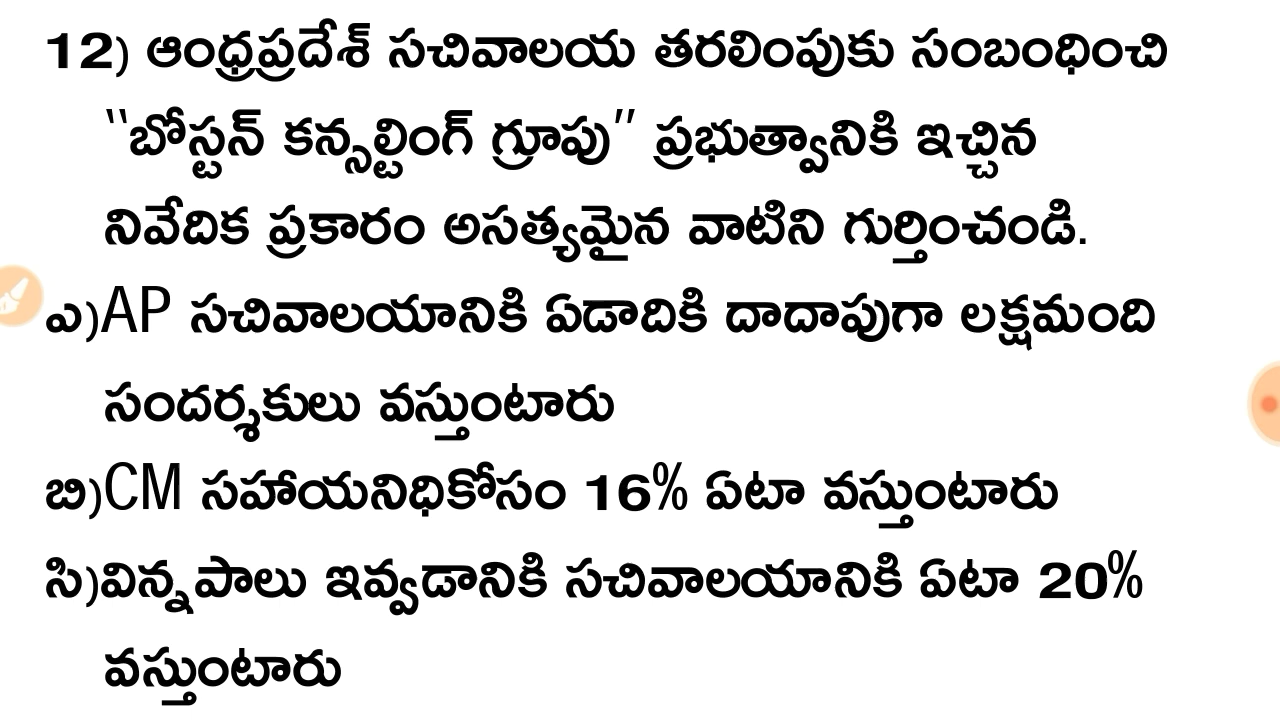 12) ఆంధ్రప్రదేశ్ సచివాలయ తరలింపుకు సంబంధించి
"బోస్టన్ కన్సల్టింగ్ గ్రూపు" ప్రభుత్వానికి ఇచ్చిన
నివేదిక ప్రకారం అసత్యమైన వాటిని గుర్తించండి.
ఎ)AP సచివాలయానికి ఏడాదికి దాదాపుగా లక్షమంది
సందర్శకులు వస్తుంటారు
బి)CM సహాయనిధికోసం 16% ఏటా వస్తుంటారు
సి)విన్నపాలు ఇవ్వడానికి సచివాలయానికి ఏటా 20%
వస్తుంటారు